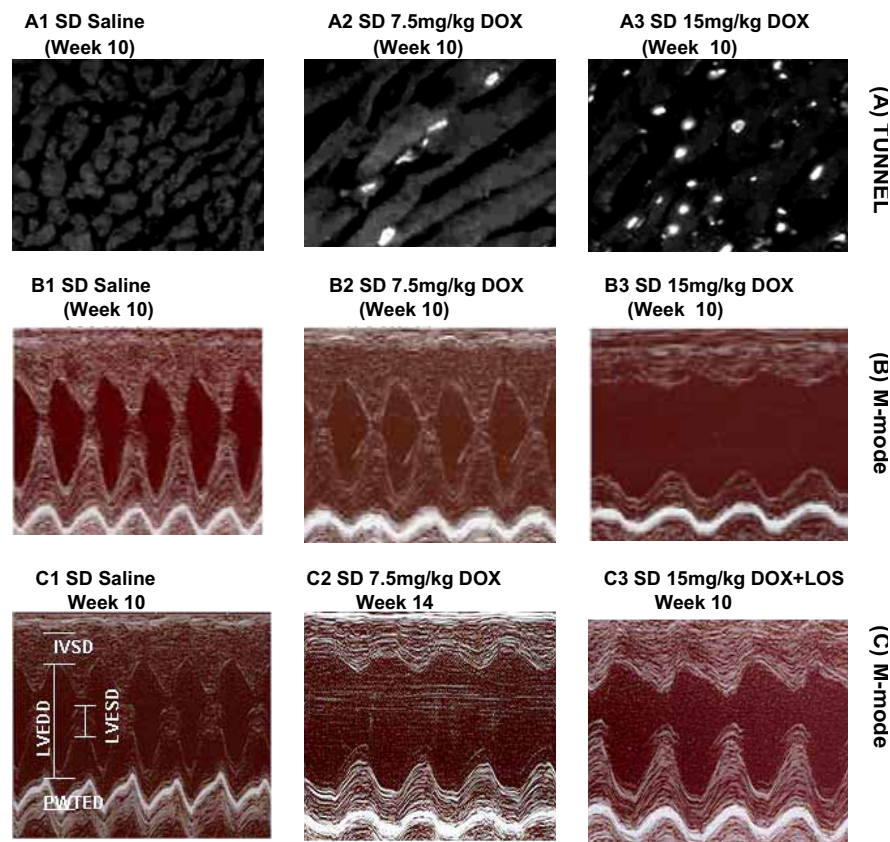 A1 SD Saline
(Week 10)
A2 SD 7.5mg/kg DOX
(Week 10)
A3 SD 15mg/kg DOX
(Week 10)
(A) TUNNEL
B1 SD Saline
(Week 10)
B2 SD 7.5mg/kg DOX
(Week 10)
B3 SD 15mg/kg DOX
(Week 10)
(B) M-mode
C1 SD Saline
Week 10
C2 SD 7.5mg/kg DOX
Week 14
C3 SD 15mg/kg DOX+LOS
Week 10
(C) M-mode
IVSD
LVEDD
LVESD
PWTED